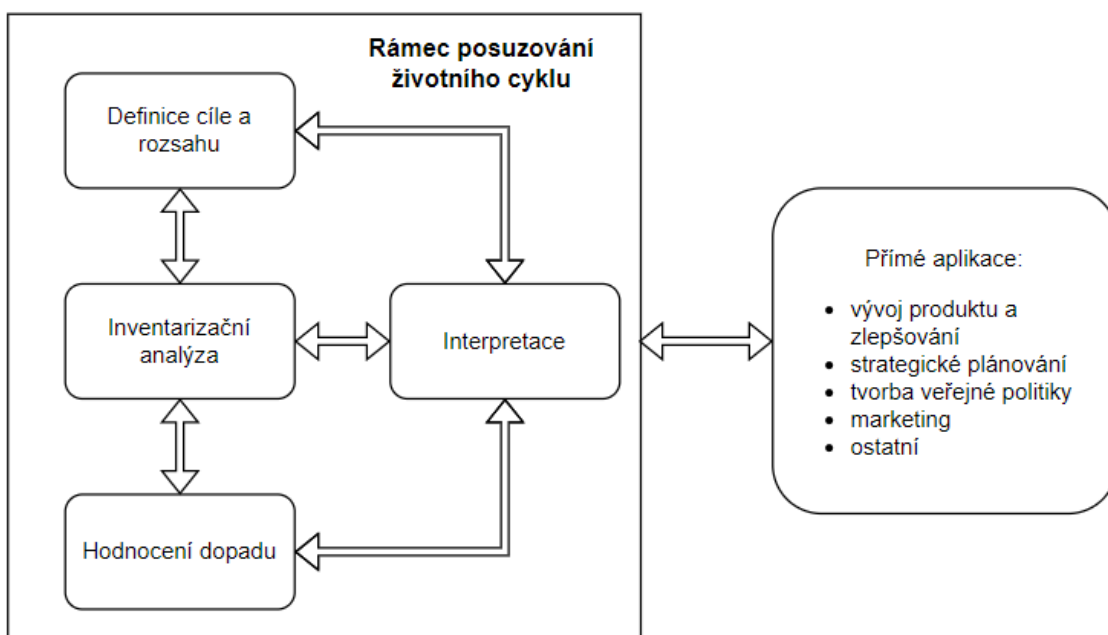 Rámec posuzování
životního cyklu
Definice cíle a
rozsahu
Inventarizační
analýza
Interpretace
Hodnocení dopadu
Přímé aplikace:
• vývoj produktu a
zlepšování
• strategické plánování
• tvorba veřejné politiky
• marketing
• ostatní